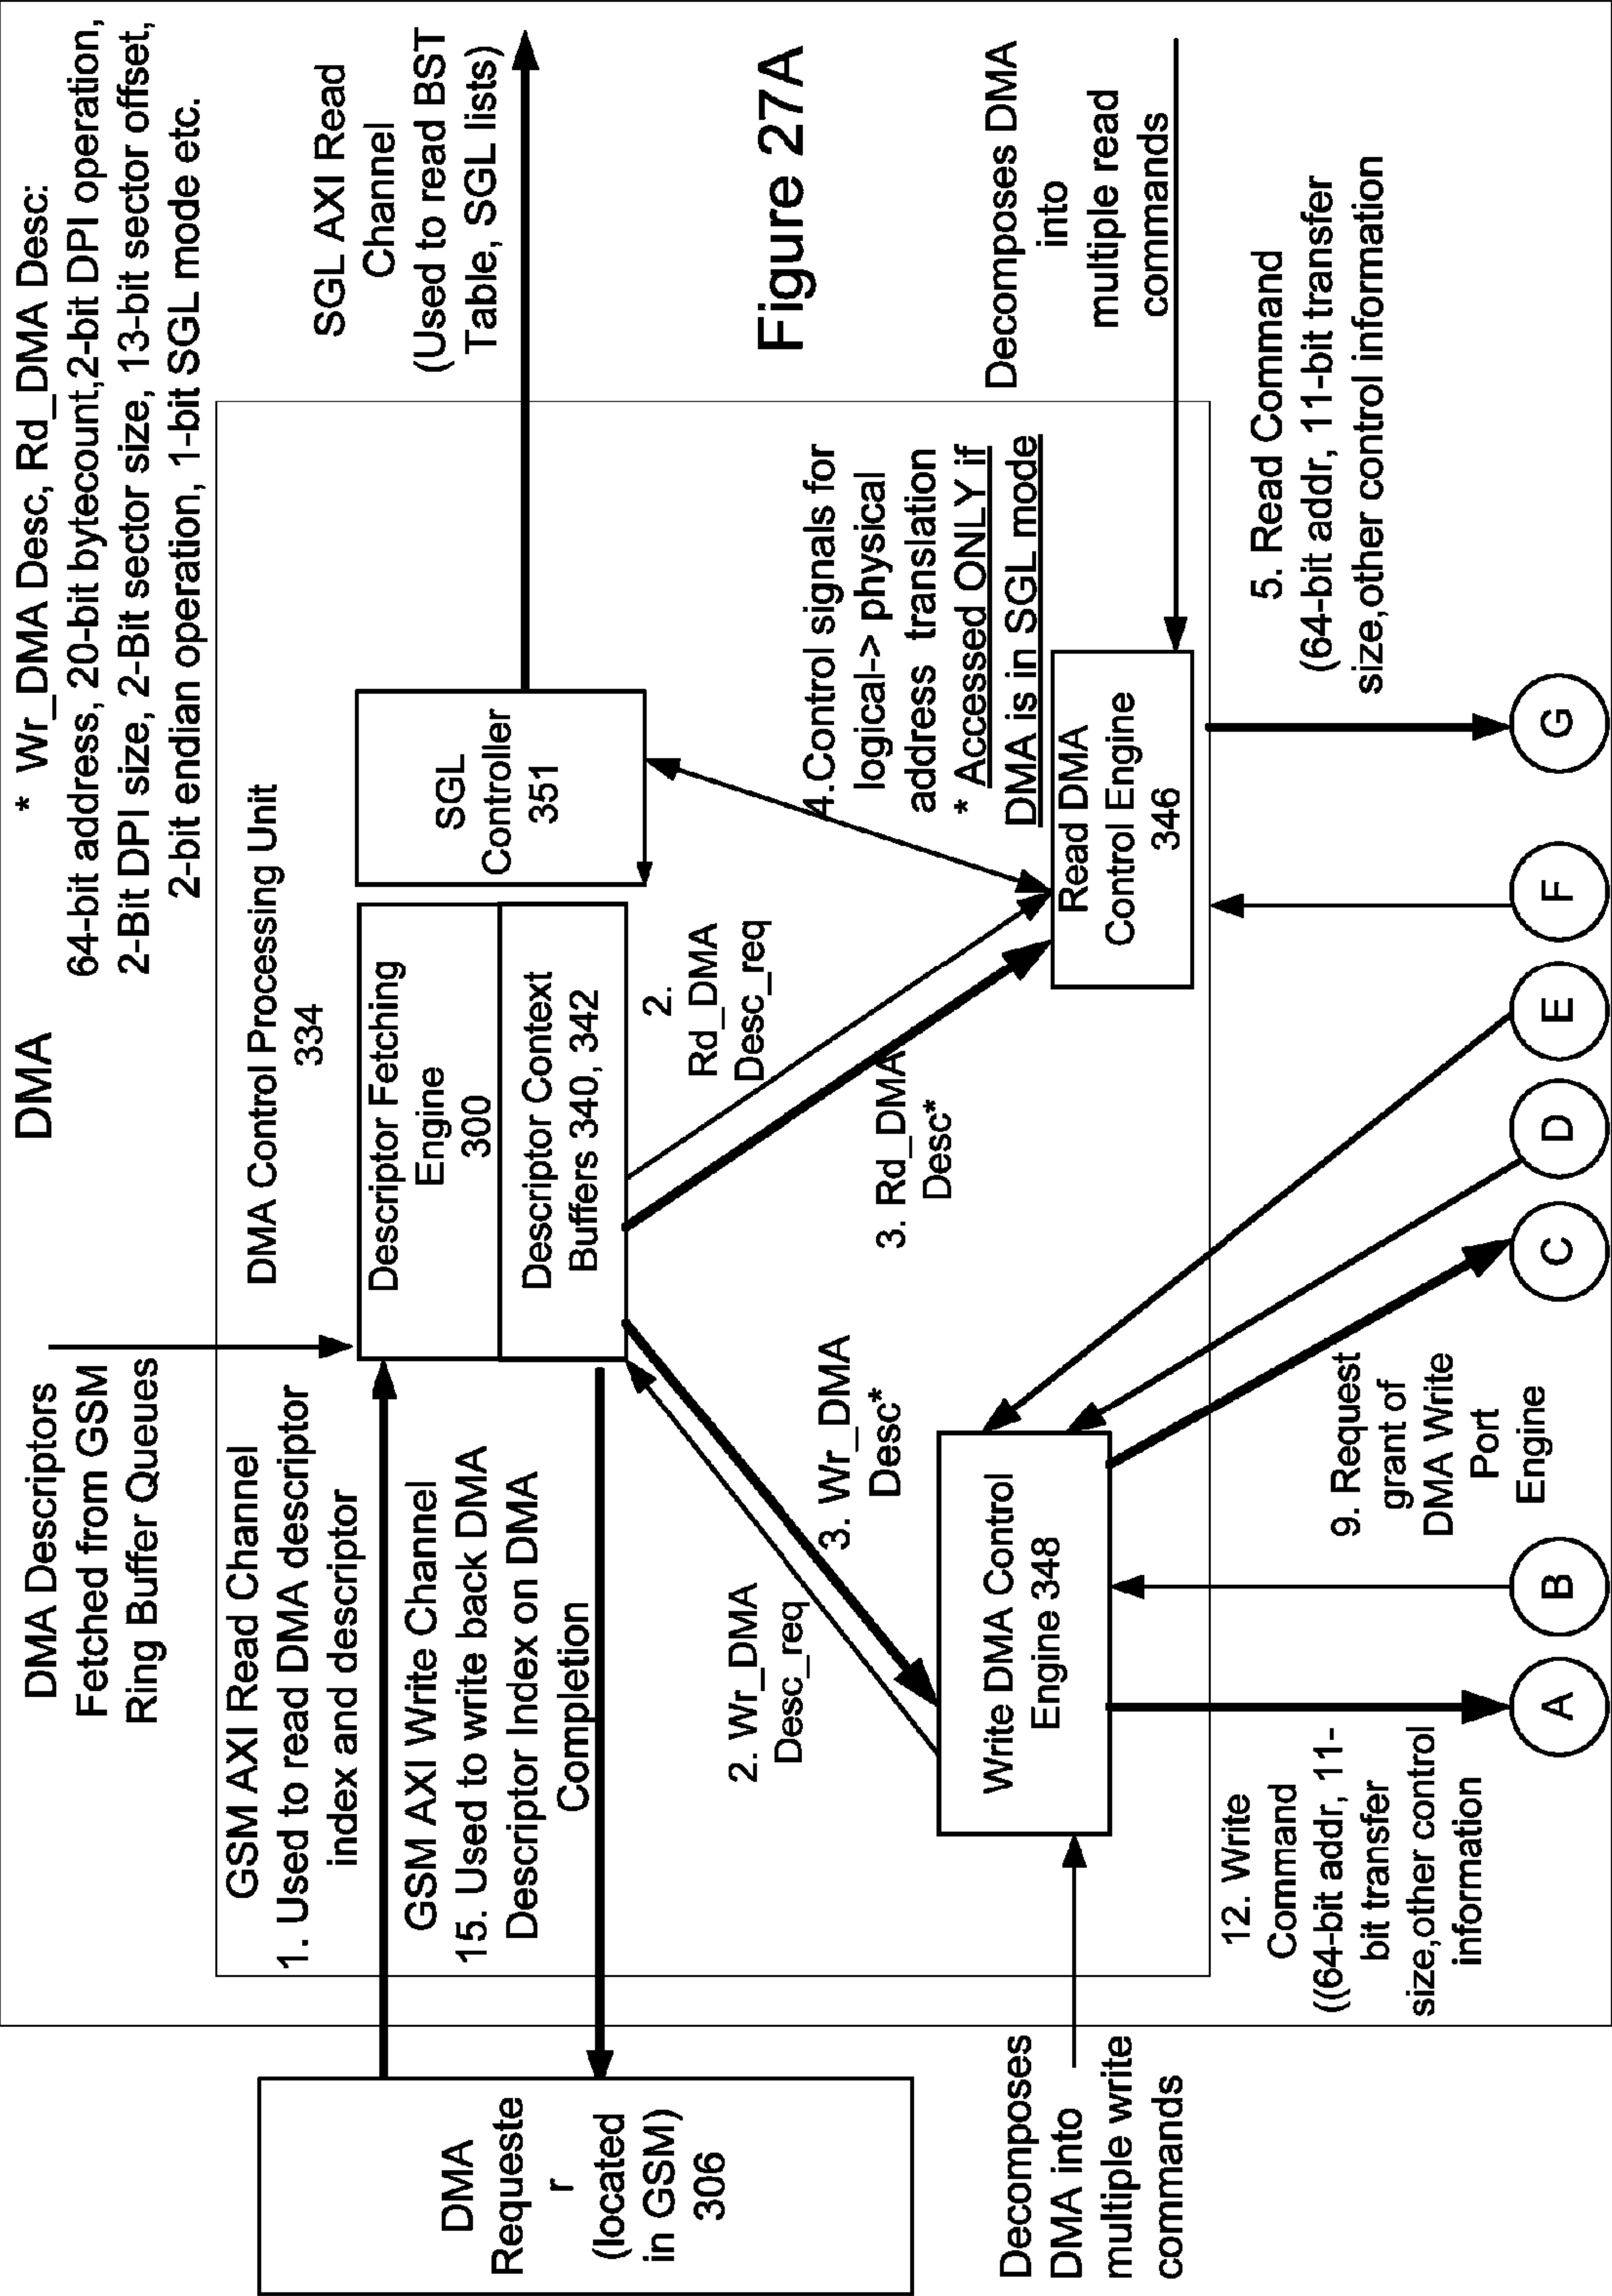 DMA
* Wr_DMA Desc, Rd_DMA Desc:
64-bit address, 20-bit bytecount,2-bit DPI operation,
2-Bit DPI size, 2-Bit sector size, 13-bit sector offset,
2-bit endian operation, 1-bit SGL mode etc.
DMA Descriptors
Fetched from GSM
Ring Buffer Queues
DMA Control Processing Unit
334
GSM AXI Read Channel
1. Used to read DMA descriptor
index and descriptor
GSM AXI Write Channel
15. Used to write back DMA
Descriptor Index on DMA
Completion
DMA
Requeste
r
(located
in GSM)
306
Descriptor Fetching
Engine
300
Descriptor Context
Buffers 340, 342
SGL
Controller
351
SGL AXI Read
Channel
(Used to read BST
Table, SGL lists)
2. Wr_DMA
Desc_req
3. Wr_DMA
Desc*
2.
Rd_DMA
Desc_req
3. Rd_DMA
Desc*
4.Control signals for
logical-> physical
address translation
* Accessed ONLY if
DMA is in SGL mode
Figure 27A
Decomposes
DMA into
multiple write
commands
Write DMA Control
Engine 348
Read DMA
Control Engine
346
Decomposes DMA
into
multiple read
commands
12. Write
Command
((64-bit addr, 11-
bit transfer
size,other control
information
9. Request
grant of
DMA Write
Port
Engine
5. Read Command
(64-bit addr, 11-bit transfer
size,other control information
A
B
C
D
E
F
G